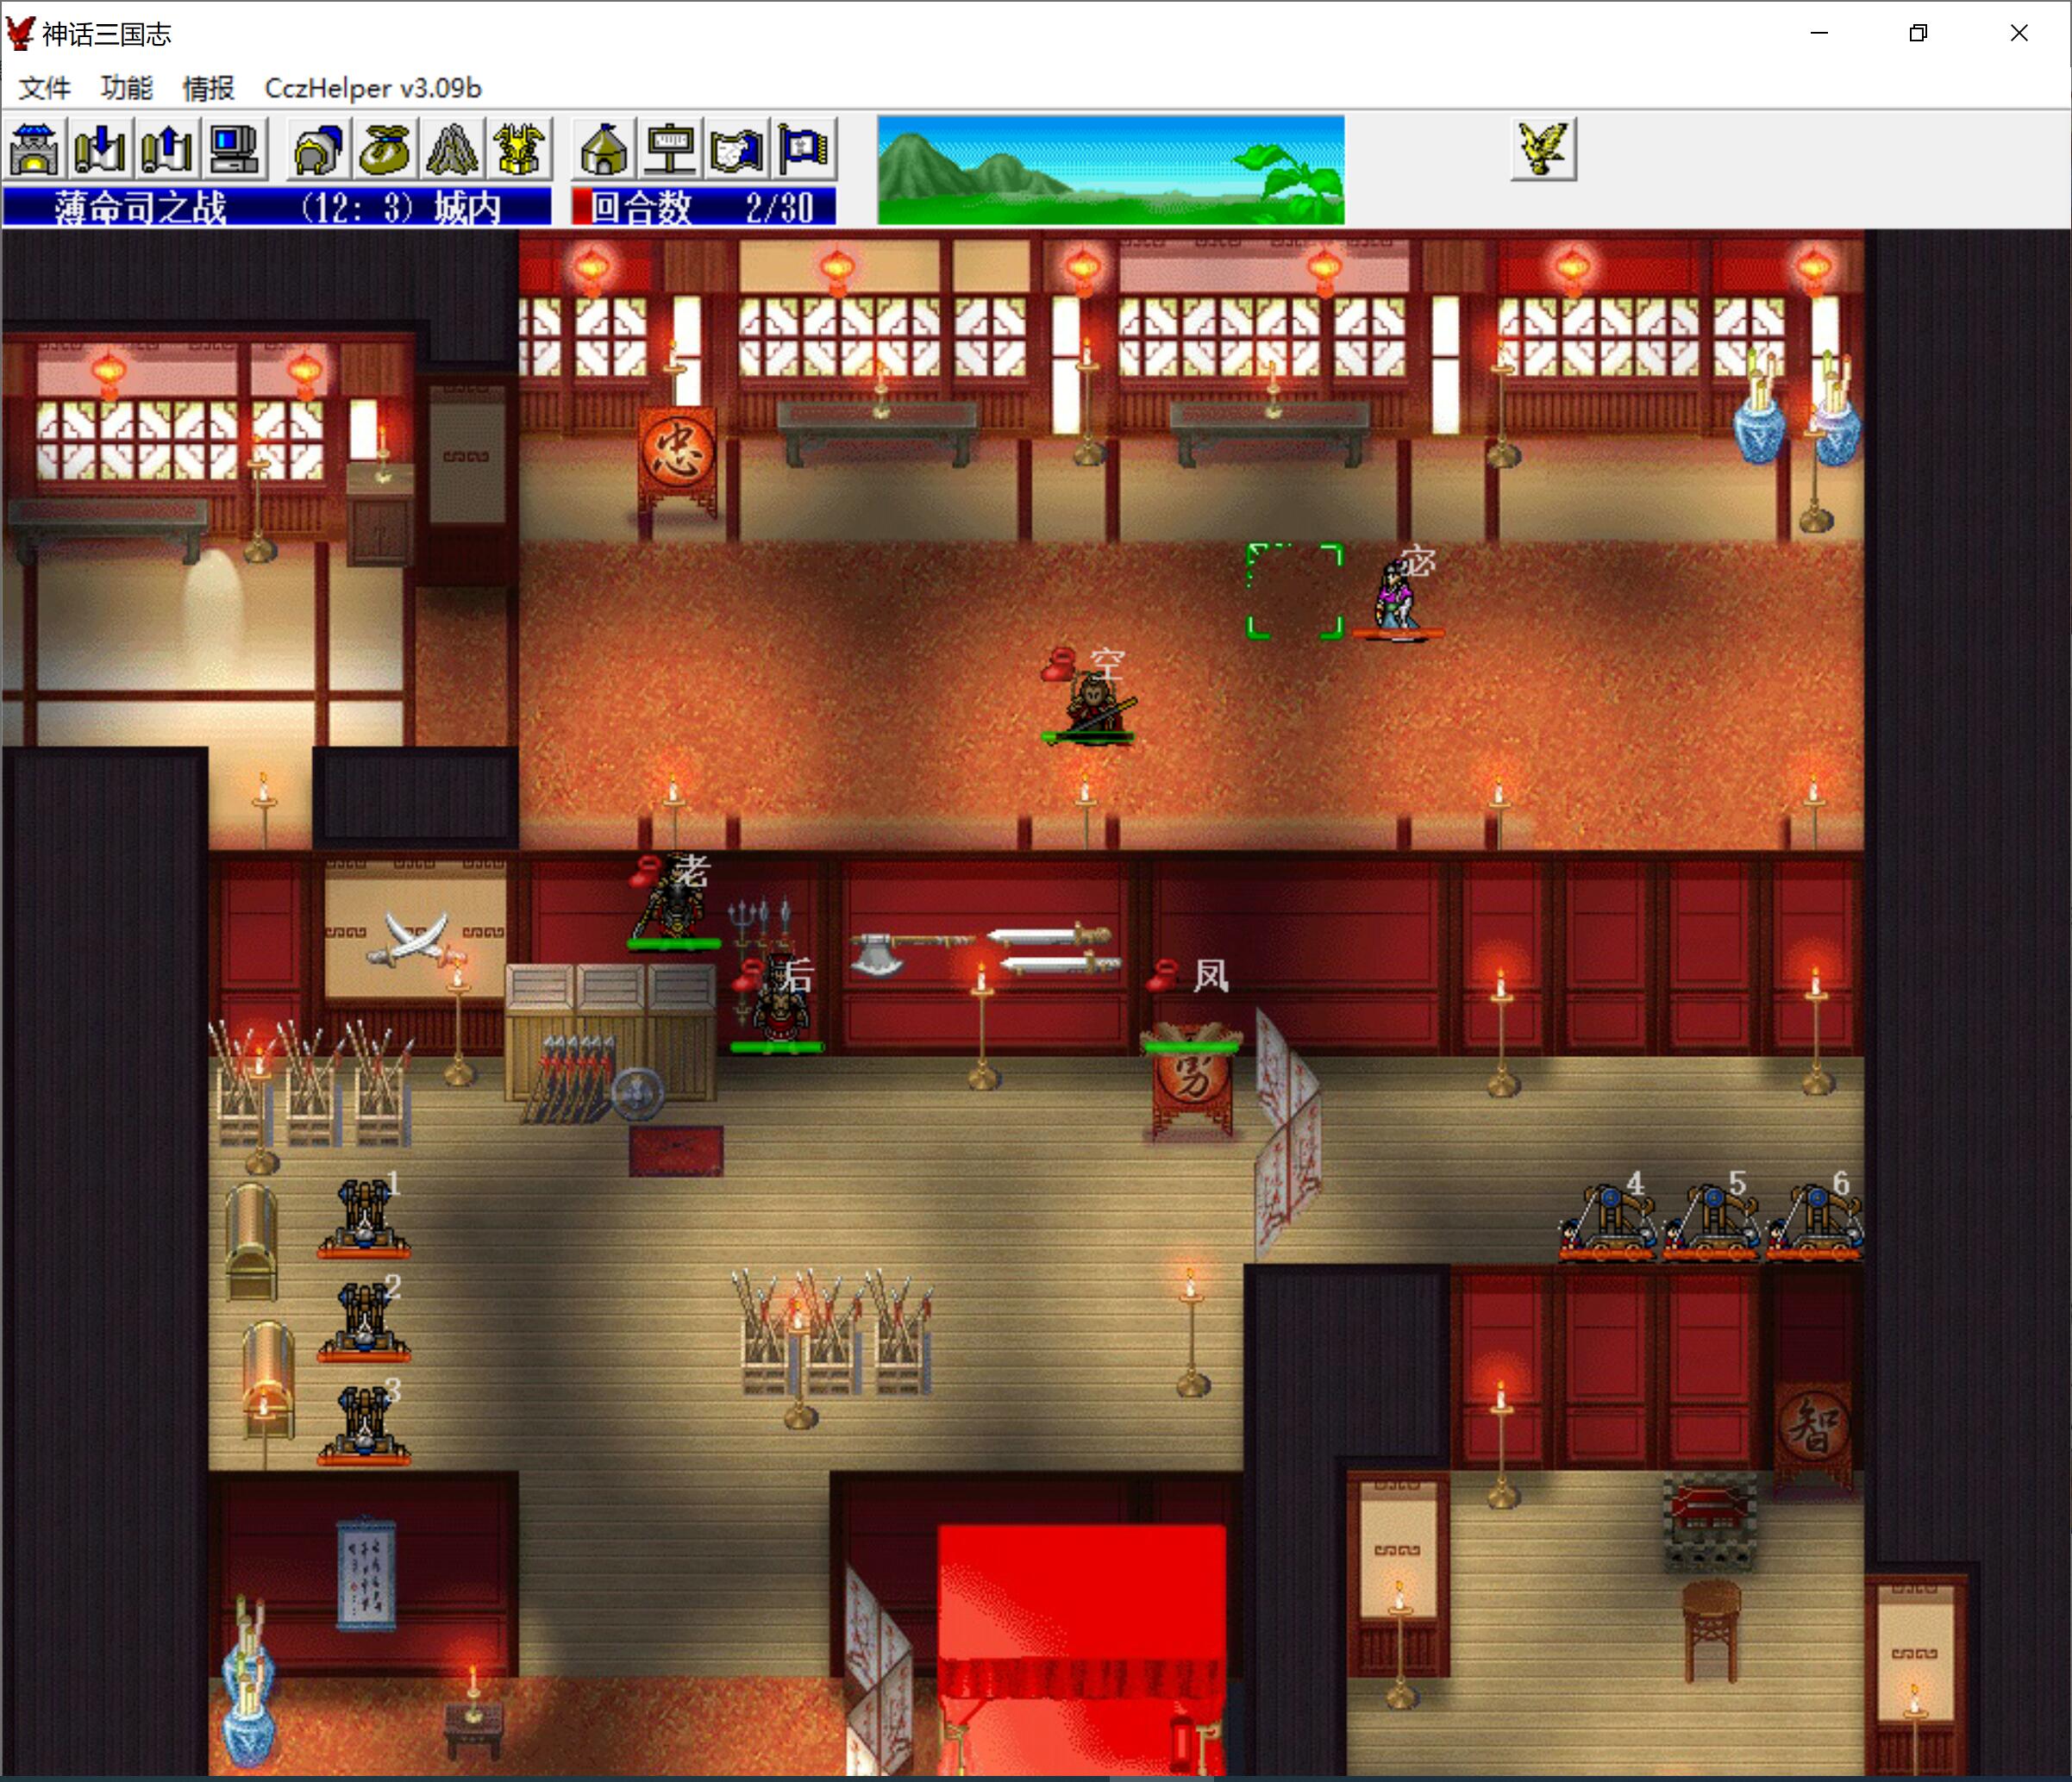 神话三国志
文件 功能 情报 CczHelper v3.09b
薄命司之战 (12: 3) 城内 回合数 2/30
忠
宓
空
老
后
凤
勇
1
4 5 6
2
3
智